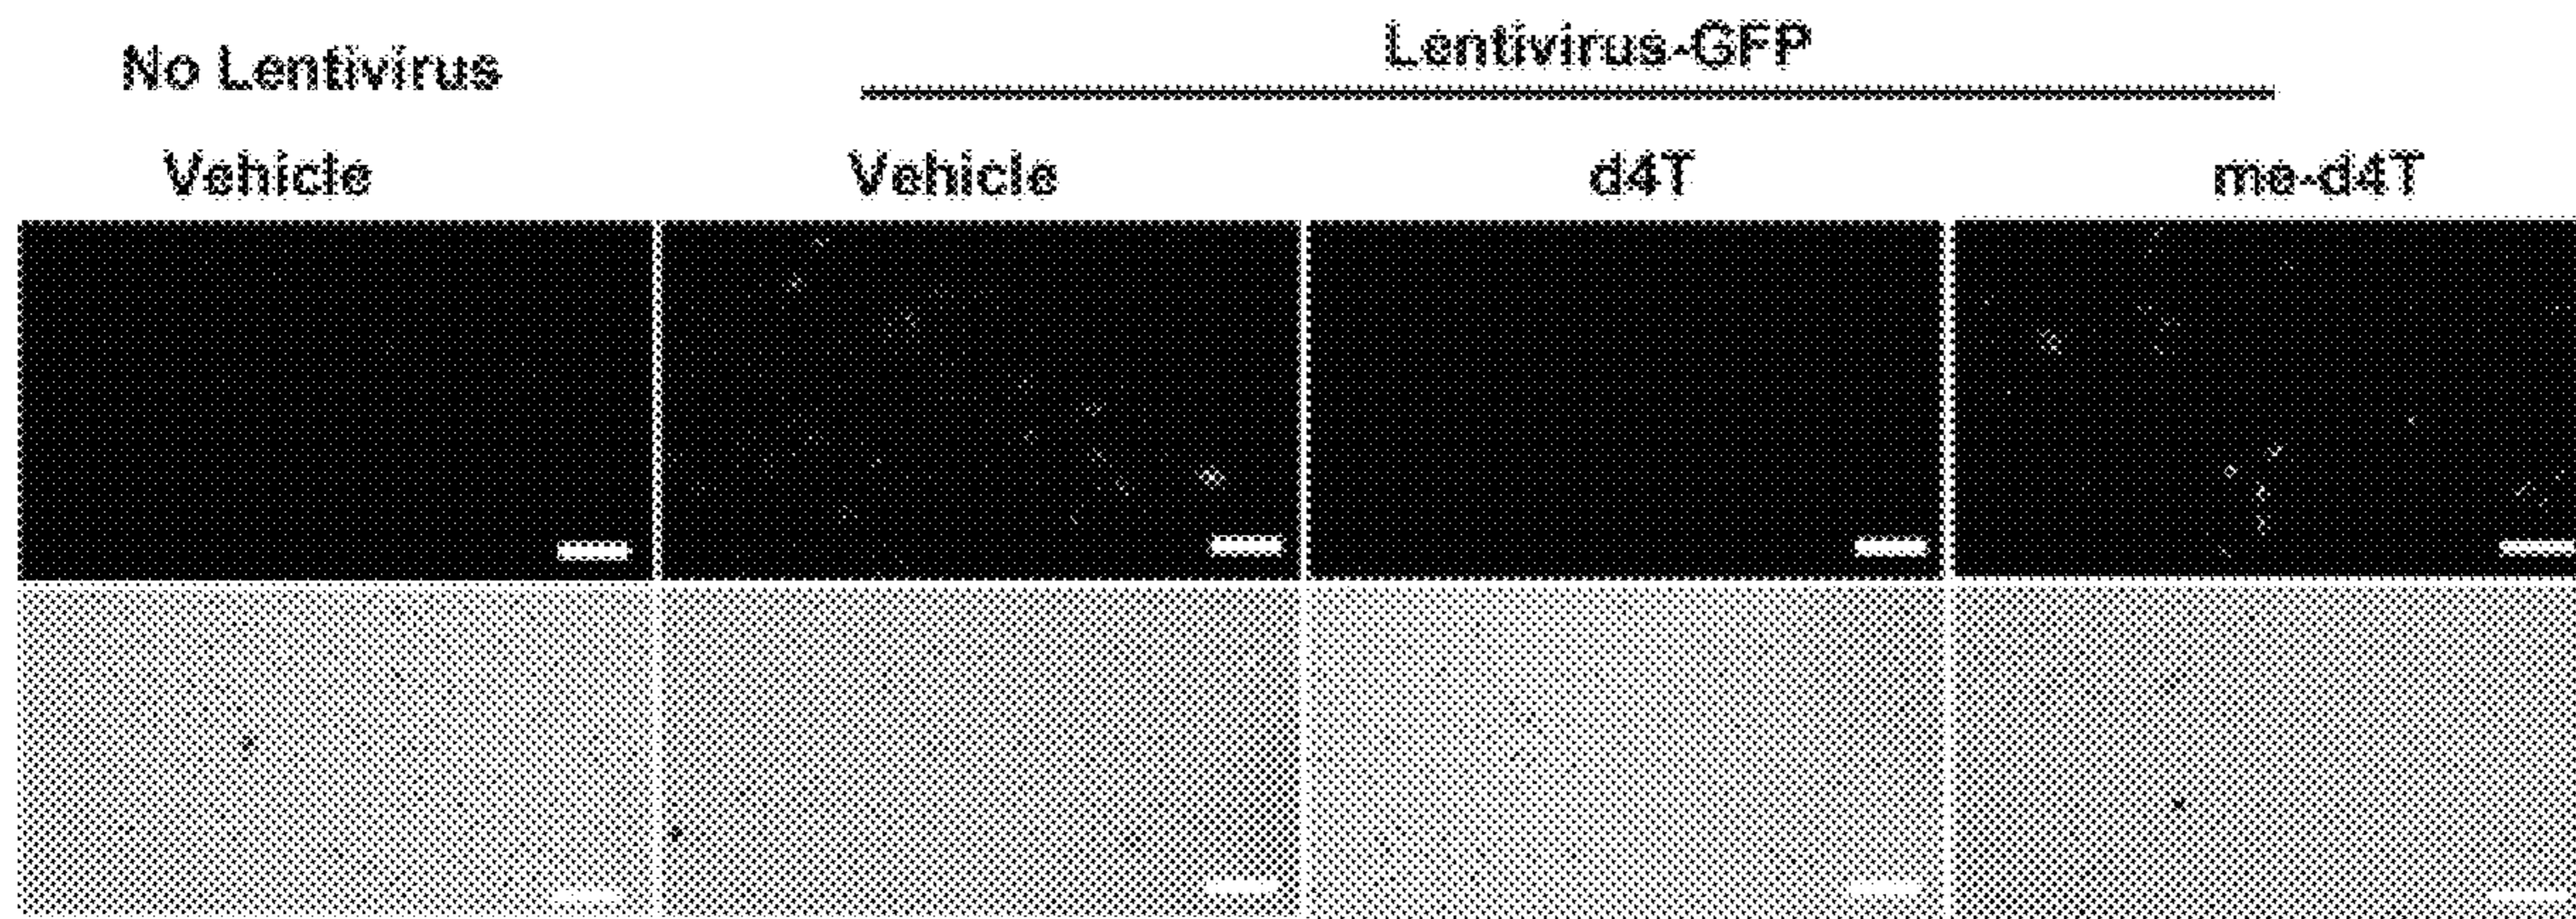 No Lentivirus
Lentivirus-GFP
Vehicle
Vehicle
d4T
me-d4T